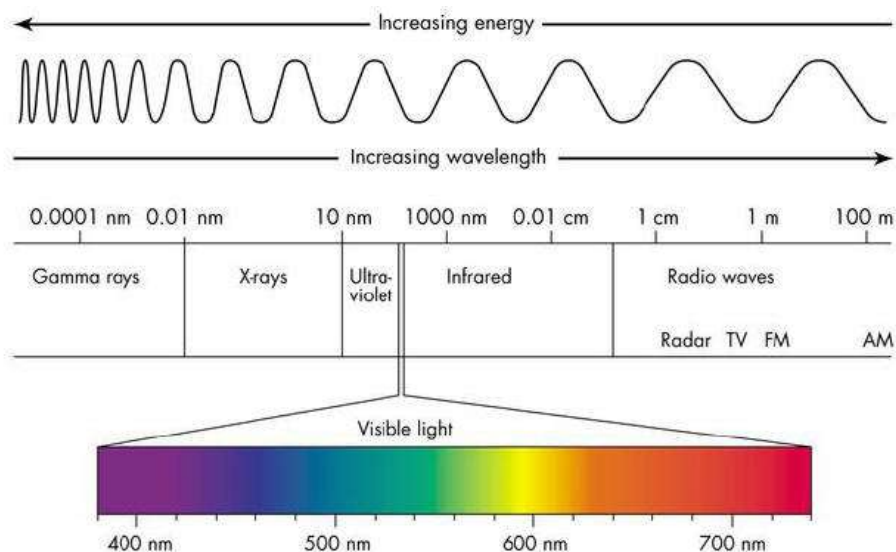 Increasing energy
Increasing wavelength
0.0001 nm 0.01 nm 10 nm 1000 nm 0.01 cm 1 cm 1 m 100 m
Gamma rays X-rays Ultra-
violet Infrared Radio waves
Radar TV FM AM
Visible light
400 nm 500 nm 600 nm 700 nm